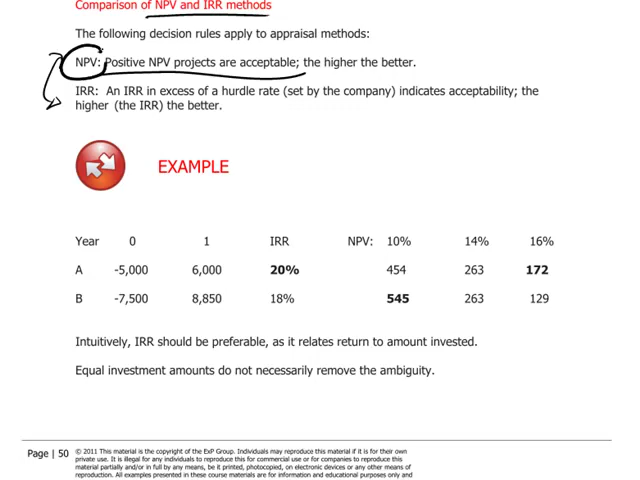 Comparison of NPV and IRR methods
The following decision rules apply to appraisal methods:
NPV: Positive NPV projects are acceptable; the higher the better.
IRR: An IRR in excess of a hurdle rate (set by the company) indicates acceptability; the
higher (the IRR) the better.
EXAMPLE
Year 0 1 IRR NPV: 10% 14% 16%
A -5,000 6,000 20% 454 263 172
B -7,500 8,850 18% 545 263 129
Intuitively, IRR should be preferable, as it relates return to amount invested.
Equal investment amounts do not necessarily remove the ambiguity.
Page | 50
© 2011 This material is the copyright of the ExP Group. Individuals may reproduce this material if it is for their own
private use. It is illegal for any individuals to reproduce this for commercial use or for companies to reproduce this
material partially and/or in full by any means, be it printed, photocopied, on electronic devices or any other means of
reproduction. All examples presented in these course materials are for information and educational purposes only and